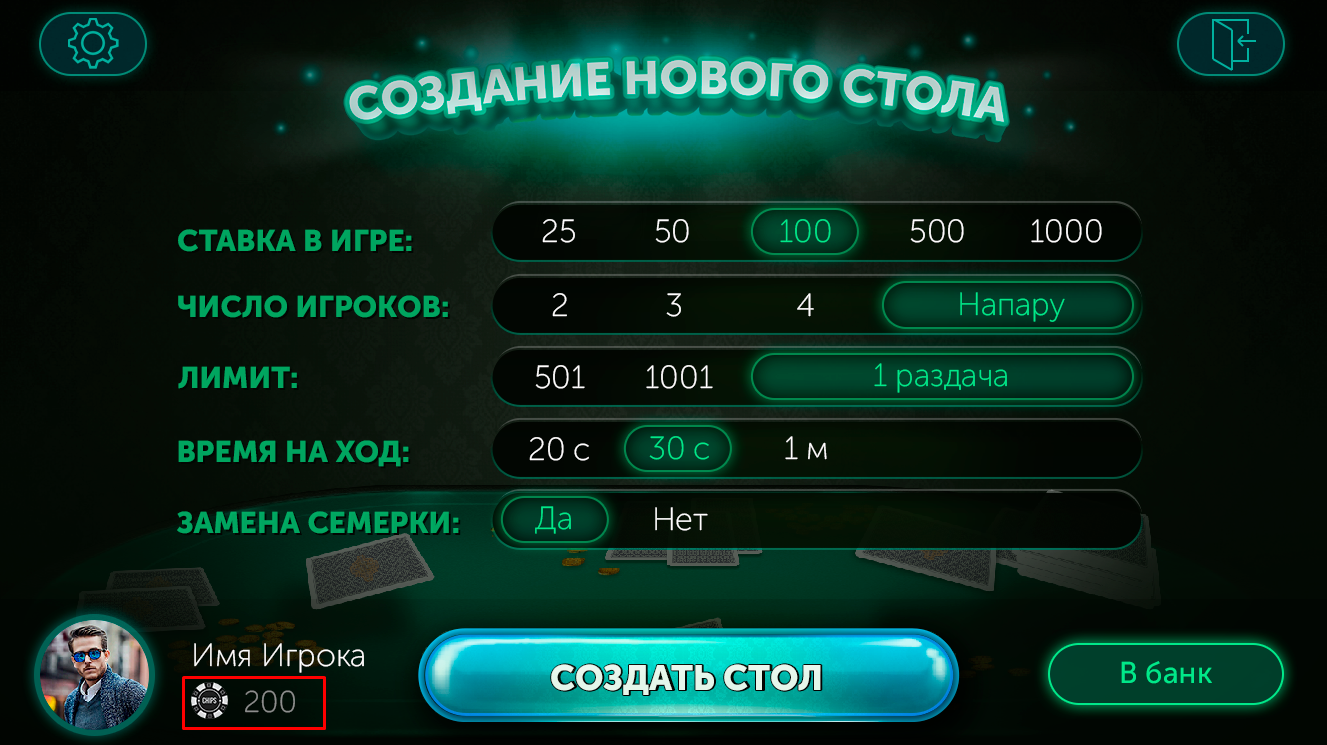 СОЗДАНИЕ НОВОГО СТОЛА
СТАВКА В ИГРЕ: 25 50 100 500 1000
ЧИСЛО ИГРОКОВ: 2 3 4 Напару
ЛИМИТ: 501 1001 1 раздача
ВРЕМЯ НА ХОД: 20 с 30 с 1 м
ЗАМЕНА СЕМЕРКИ: Да Нет
Имя Игрока
CHIPS 200
СОЗДАТЬ СТОЛ
В банк